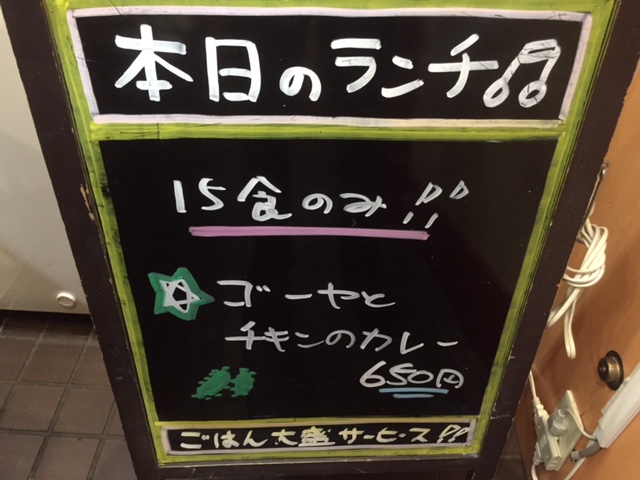 本日のランチ♫
15食のみ!!
☆ゴーヤと
チキンのカレー
650円
ごはん大盛サービス!!